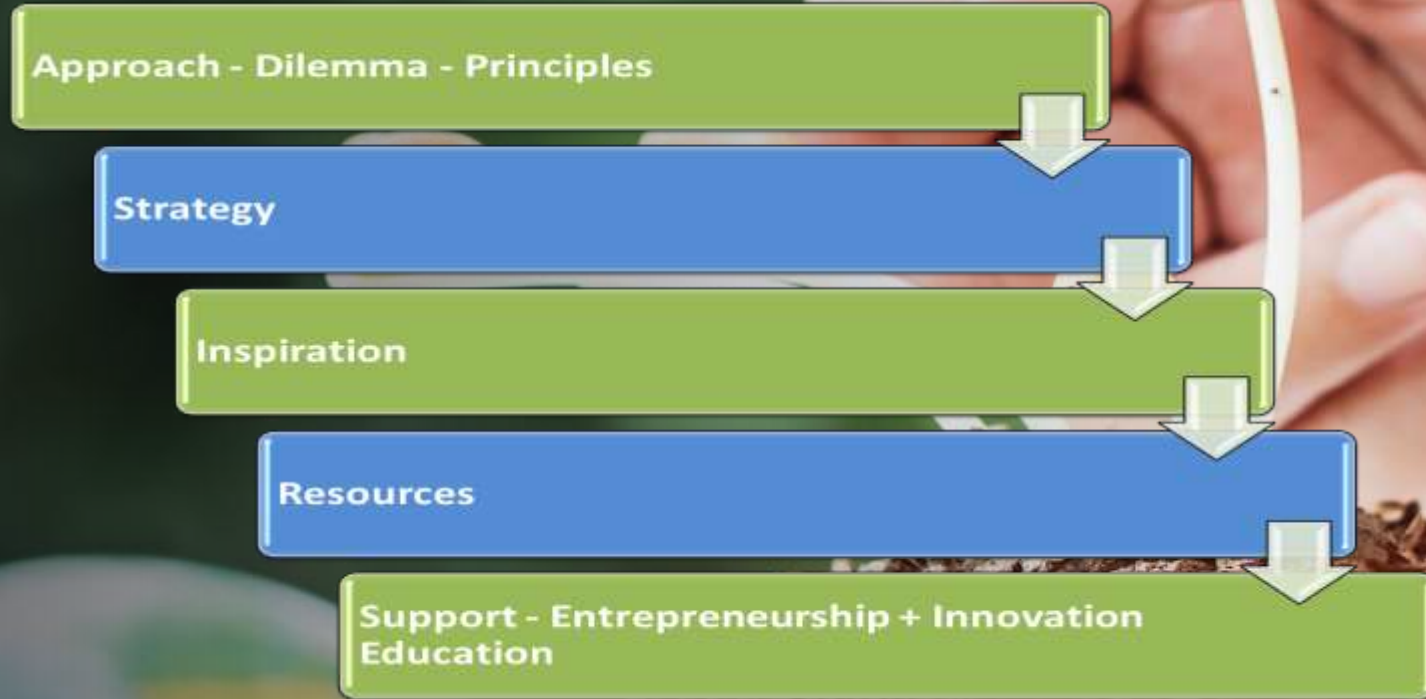 Approach - Dilemma - Principles
Strategy
Inspiration
Resources
Support - Entrepreneurship + Innovation
Education